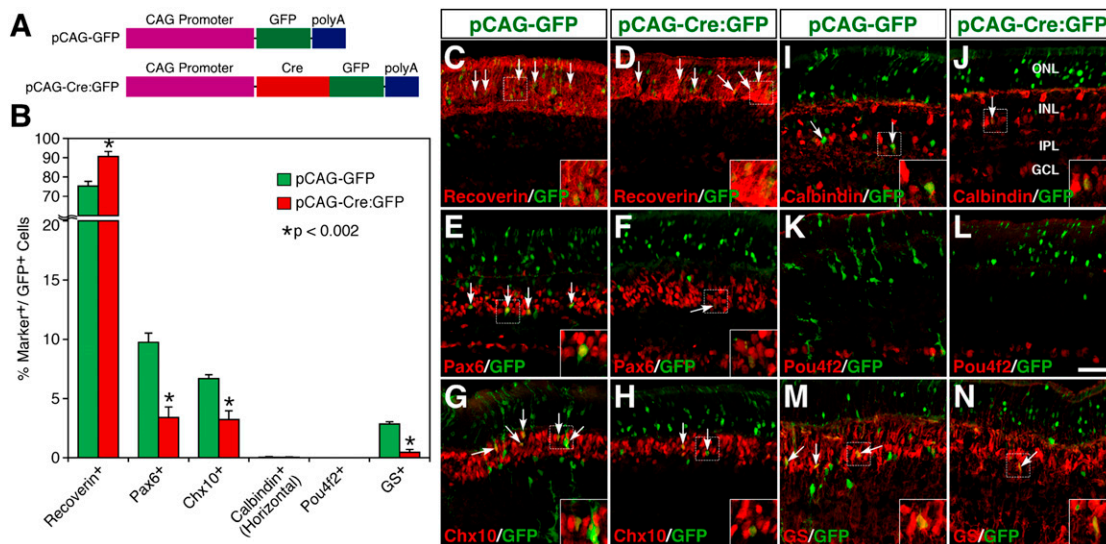 A
CAG Promoter GFP polyA
pCAG-GFP
CAG Promoter Cre GFP polyA
pCAG-Cre:GFP
B
% Marker+/ GFP+ Cells
100
90
80
70
20
15
10
5
0
*
pCAG-GFP
pCAG-Cre:GFP
*p < 0.002
*
*
*
Recoverin+
Pax6+
Chx10+
Calbindin+
(Horizontal)
Pou4f2+
GS+
pCAG-GFP
pCAG-Cre:GFP
pCAG-GFP
pCAG-Cre:GFP
C
Recoverin/GFP
D
Recoverin/GFP
I
Calbindin/GFP
J
ONL
INL
IPL
GCL
Calbindin/GFP
E
Pax6/GFP
F
Pax6/GFP
K
Pou4f2/GFP
L
Pou4f2/GFP
G
Chx10/GFP
H
Chx10/GFP
M
GS/GFP
N
GS/GFP